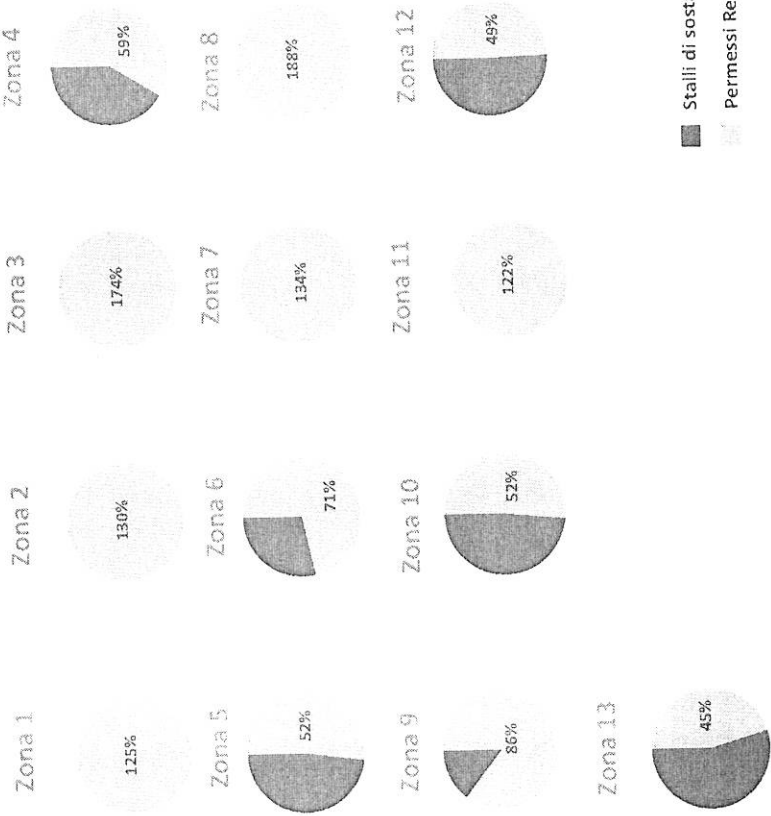 Zona 1
125%
Zona 2
130%
Zona 3
174%
Zona 4
59%
Zona 5
52%
Zona 6
71%
Zona 7
134%
Zona 8
188%
Zona 9
86%
Zona 10
52%
Zona 11
122%
Zona 12
49%
Zona 13
45%
Stalli di sost
Permessi Re